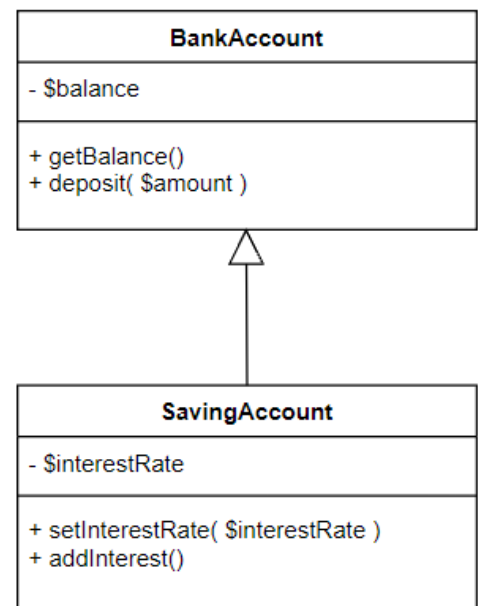 BankAccount
- $balance
+ getBalance()
+ deposit( $amount )
SavingAccount
- $interestRate
+ setInterestRate( $interestRate )
+ addInterest()